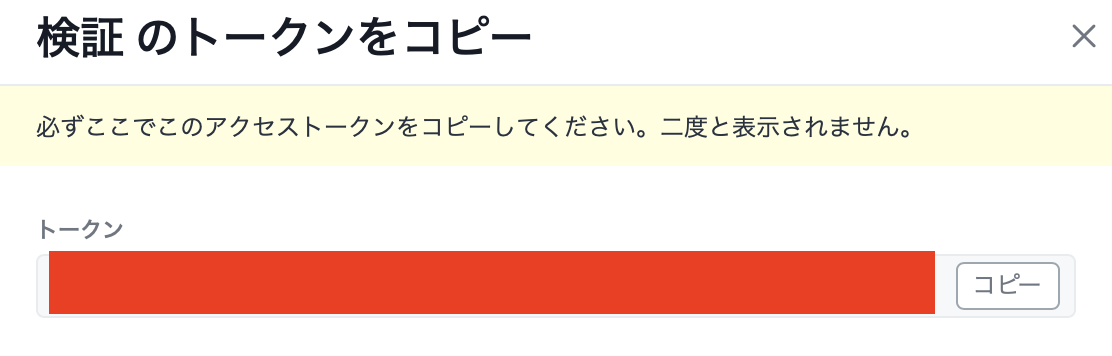 検証 のトークンをコピー
必ずここでこのアクセストークンをコピーしてください。二度と表示されません。
トークン
コピー